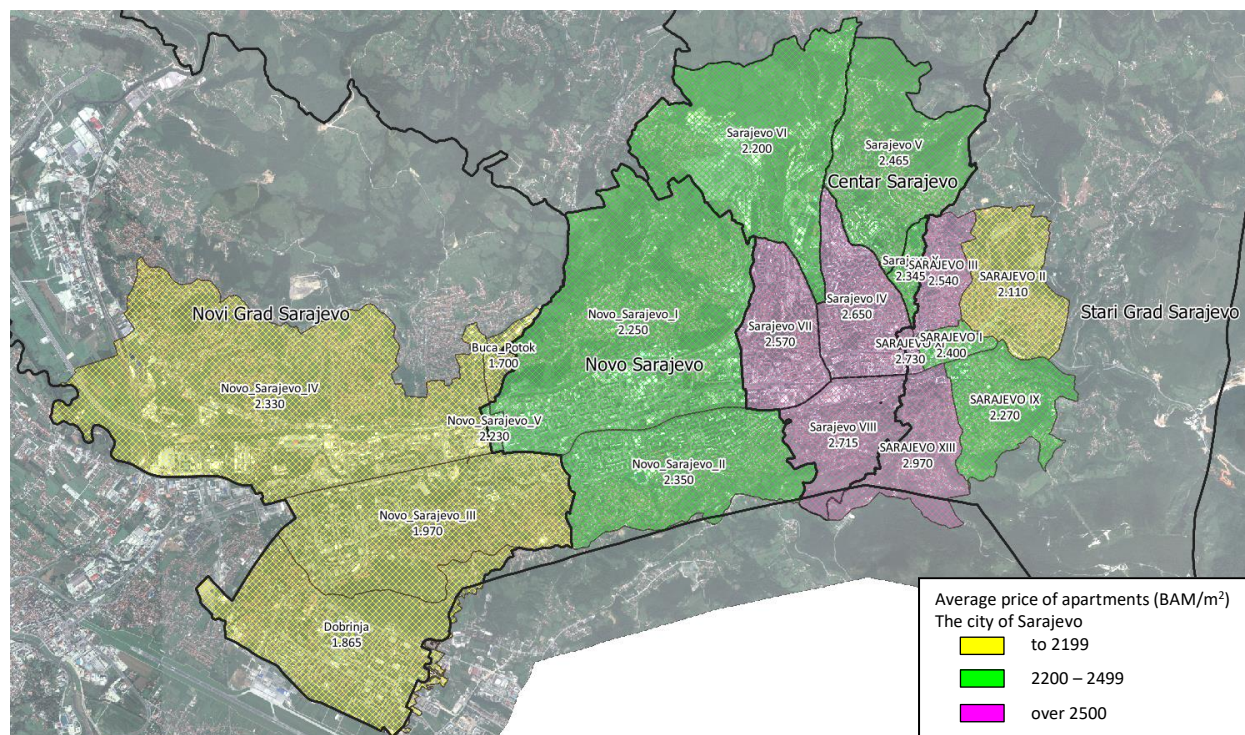 Sarajevo VI
2.200
Sarajevo V
2.465
Centar Sarajevo
2.345
SARAJEVO III
2.540
SARAJEVO II
2.110
Stari Grad Sarajevo
Novi Grad Sarajevo
Novo_Sarajevo_I
2.250
Sarajevo IV
2.650
Sarajevo VII
2.570
SARAJEVO I
2.400
SARAJEVO
2.730
Buca_Potok
1.700
Novo Sarajevo
Novo_Sarajevo_IV
2.330
SARAJEVO IX
2.270
Novo_Sarajevo_V
2.230
Sarajevo VIII
2.715
SARAJEVO XIII
2.970
Novo_Sarajevo_II
2.350
Novo_Sarajevo_III
1.970
Dobrinja
1.865
Average price of apartments (BAM/m²)
The city of Sarajevo
to 2199
2200 – 2499
over 2500